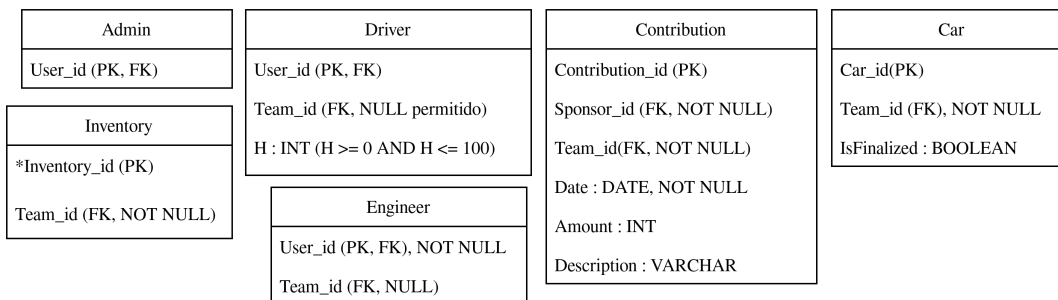 Admin
User_id (PK, FK)
Inventory
*Inventory_id (PK)
Team_id (FK, NOT NULL)
Driver
User_id (PK, FK)
Team_id (FK, NULL permitido)
H : INT (H >= 0 AND H <= 100)
Engineer
User_id (PK, FK), NOT NULL
Team_id (FK, NULL)
Contribution
Contribution_id (PK)
Sponsor_id (FK, NOT NULL)
Team_id(FK, NOT NULL)
Date : DATE, NOT NULL
Amount : INT
Description : VARCHAR
Car
Car_id(PK)
Team_id (FK), NOT NULL
IsFinalized : BOOLEAN